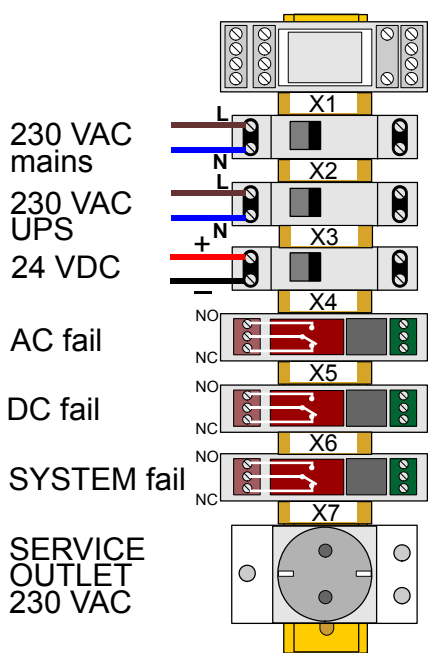 X1
L
230 VAC
mains
N
X2
L
230 VAC
UPS
N
X3
+
24 VDC
–
X4
NO
AC fail
NC
X5
NO
DC fail
NC
X6
NO
SYSTEM fail
NC
X7
SERVICE
OUTLET
230 VAC